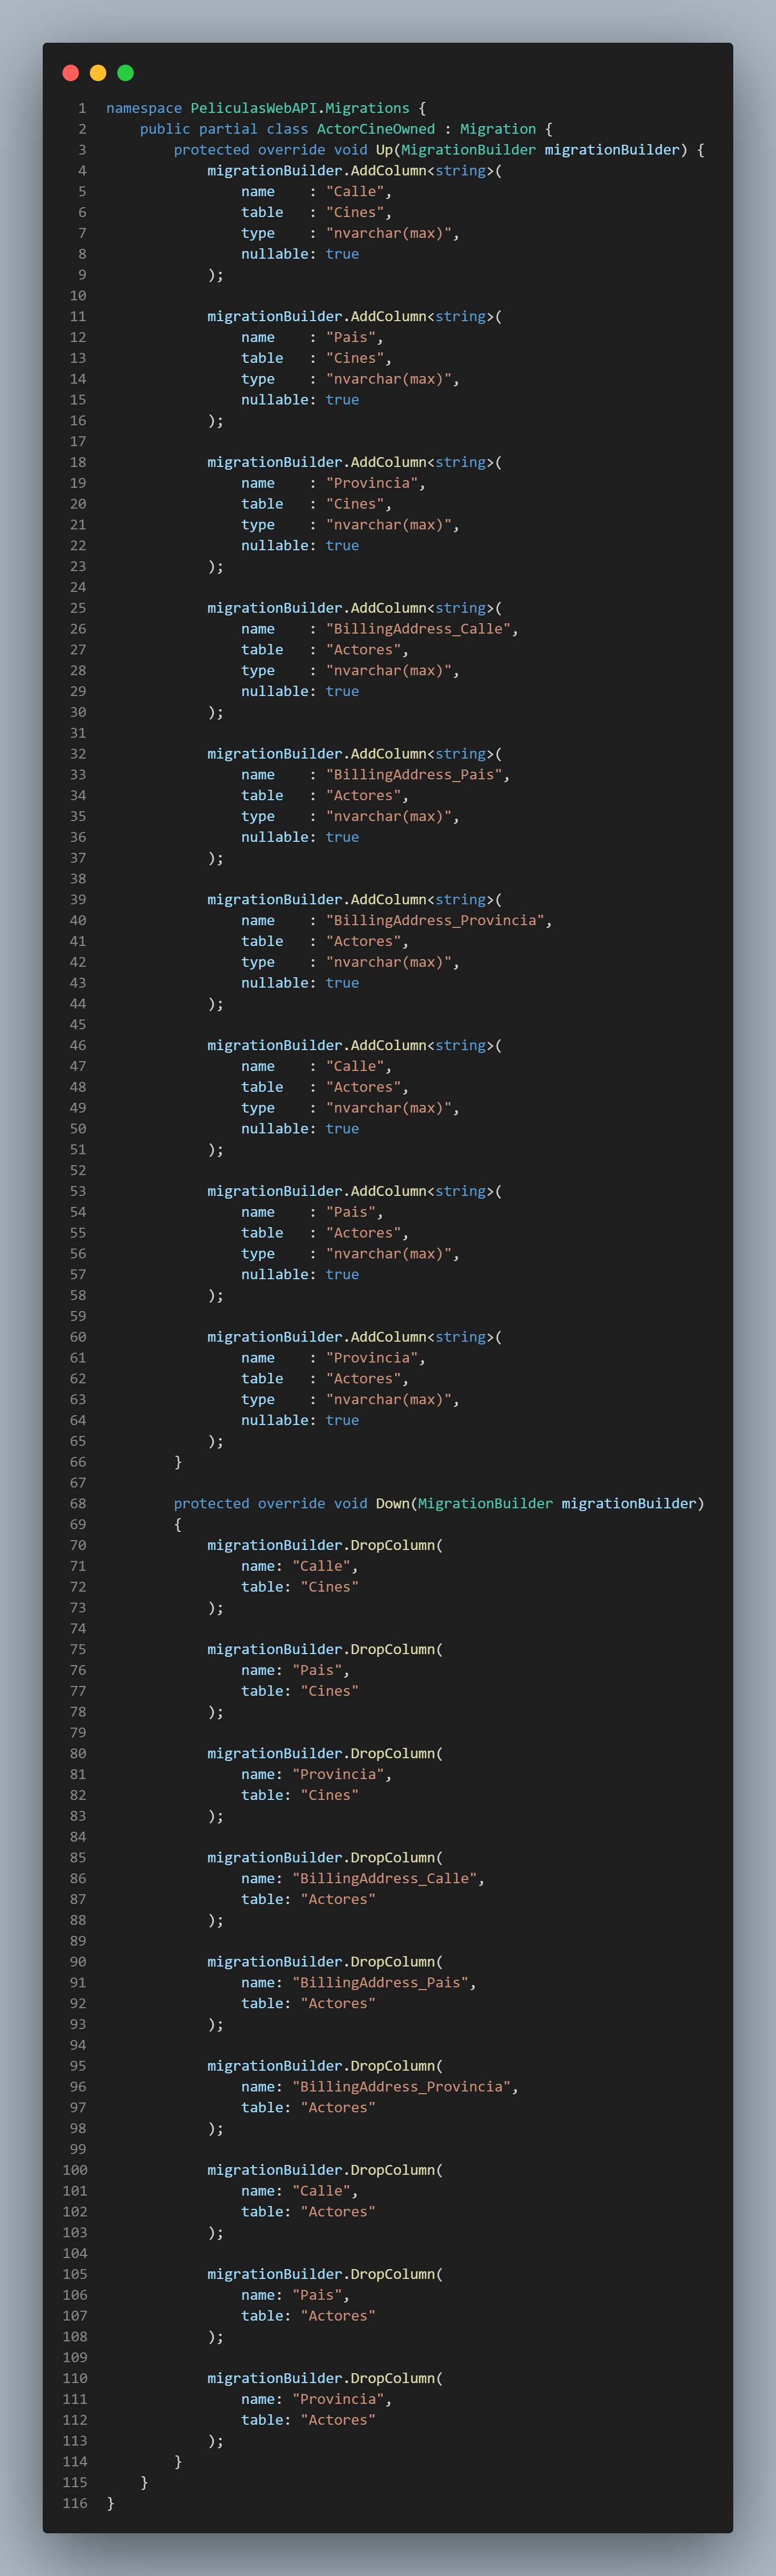 1 namespace PeliculasWebAPI.Migrations {
2     public partial class ActorCineOwned : Migration {
3         protected override void Up(MigrationBuilder migrationBuilder) {
4             migrationBuilder.AddColumn<string>(
5                 name    : "Calle",
6                 table   : "Cines",
7                 type    : "nvarchar(max)",
8                 nullable: true
9             );
10
11             migrationBuilder.AddColumn<string>(
12                 name    : "Pais",
13                 table   : "Cines",
14                 type    : "nvarchar(max)",
15                 nullable: true
16             );
17
18             migrationBuilder.AddColumn<string>(
19                 name    : "Provincia",
20                 table   : "Cines",
21                 type    : "nvarchar(max)",
22                 nullable: true
23             );
24
25             migrationBuilder.AddColumn<string>(
26                 name    : "BillingAddress_Calle",
27                 table   : "Actores",
28                 type    : "nvarchar(max)",
29                 nullable: true
30             );
31
32             migrationBuilder.AddColumn<string>(
33                 name    : "BillingAddress_Pais",
34                 table   : "Actores",
35                 type    : "nvarchar(max)",
36                 nullable: true
37             );
38
39             migrationBuilder.AddColumn<string>(
40                 name    : "BillingAddress_Provincia",
41                 table   : "Actores",
42                 type    : "nvarchar(max)",
43                 nullable: true
44             );
45
46             migrationBuilder.AddColumn<string>(
47                 name    : "Calle",
48                 table   : "Actores",
49                 type    : "nvarchar(max)",
50                 nullable: true
51             );
52
53             migrationBuilder.AddColumn<string>(
54                 name    : "Pais",
55                 table   : "Actores",
56                 type    : "nvarchar(max)",
57                 nullable: true
58             );
59
60             migrationBuilder.AddColumn<string>(
61                 name    : "Provincia",
62                 table   : "Actores",
63                 type    : "nvarchar(max)",
64                 nullable: true
65             );
66         }
67
68         protected override void Down(MigrationBuilder migrationBuilder)
69         {
70             migrationBuilder.DropColumn(
71                 name: "Calle",
72                 table: "Cines"
73             );
74
75             migrationBuilder.DropColumn(
76                 name: "Pais",
77                 table: "Cines"
78             );
79
80             migrationBuilder.DropColumn(
81                 name: "Provincia",
82                 table: "Cines"
83             );
84
85             migrationBuilder.DropColumn(
86                 name: "BillingAddress_Calle",
87                 table: "Actores"
88             );
89
90             migrationBuilder.DropColumn(
91                 name: "BillingAddress_Pais",
92                 table: "Actores"
93             );
94
95             migrationBuilder.DropColumn(
96                 name: "BillingAddress_Provincia",
97                 table: "Actores"
98             );
99
100             migrationBuilder.DropColumn(
101                 name: "Calle",
102                 table: "Actores"
103             );
104
105             migrationBuilder.DropColumn(
106                 name: "Pais",
107                 table: "Actores"
108             );
109
110             migrationBuilder.DropColumn(
111                 name: "Provincia",
112                 table: "Actores"
113             );
114         }
115     }
116 }